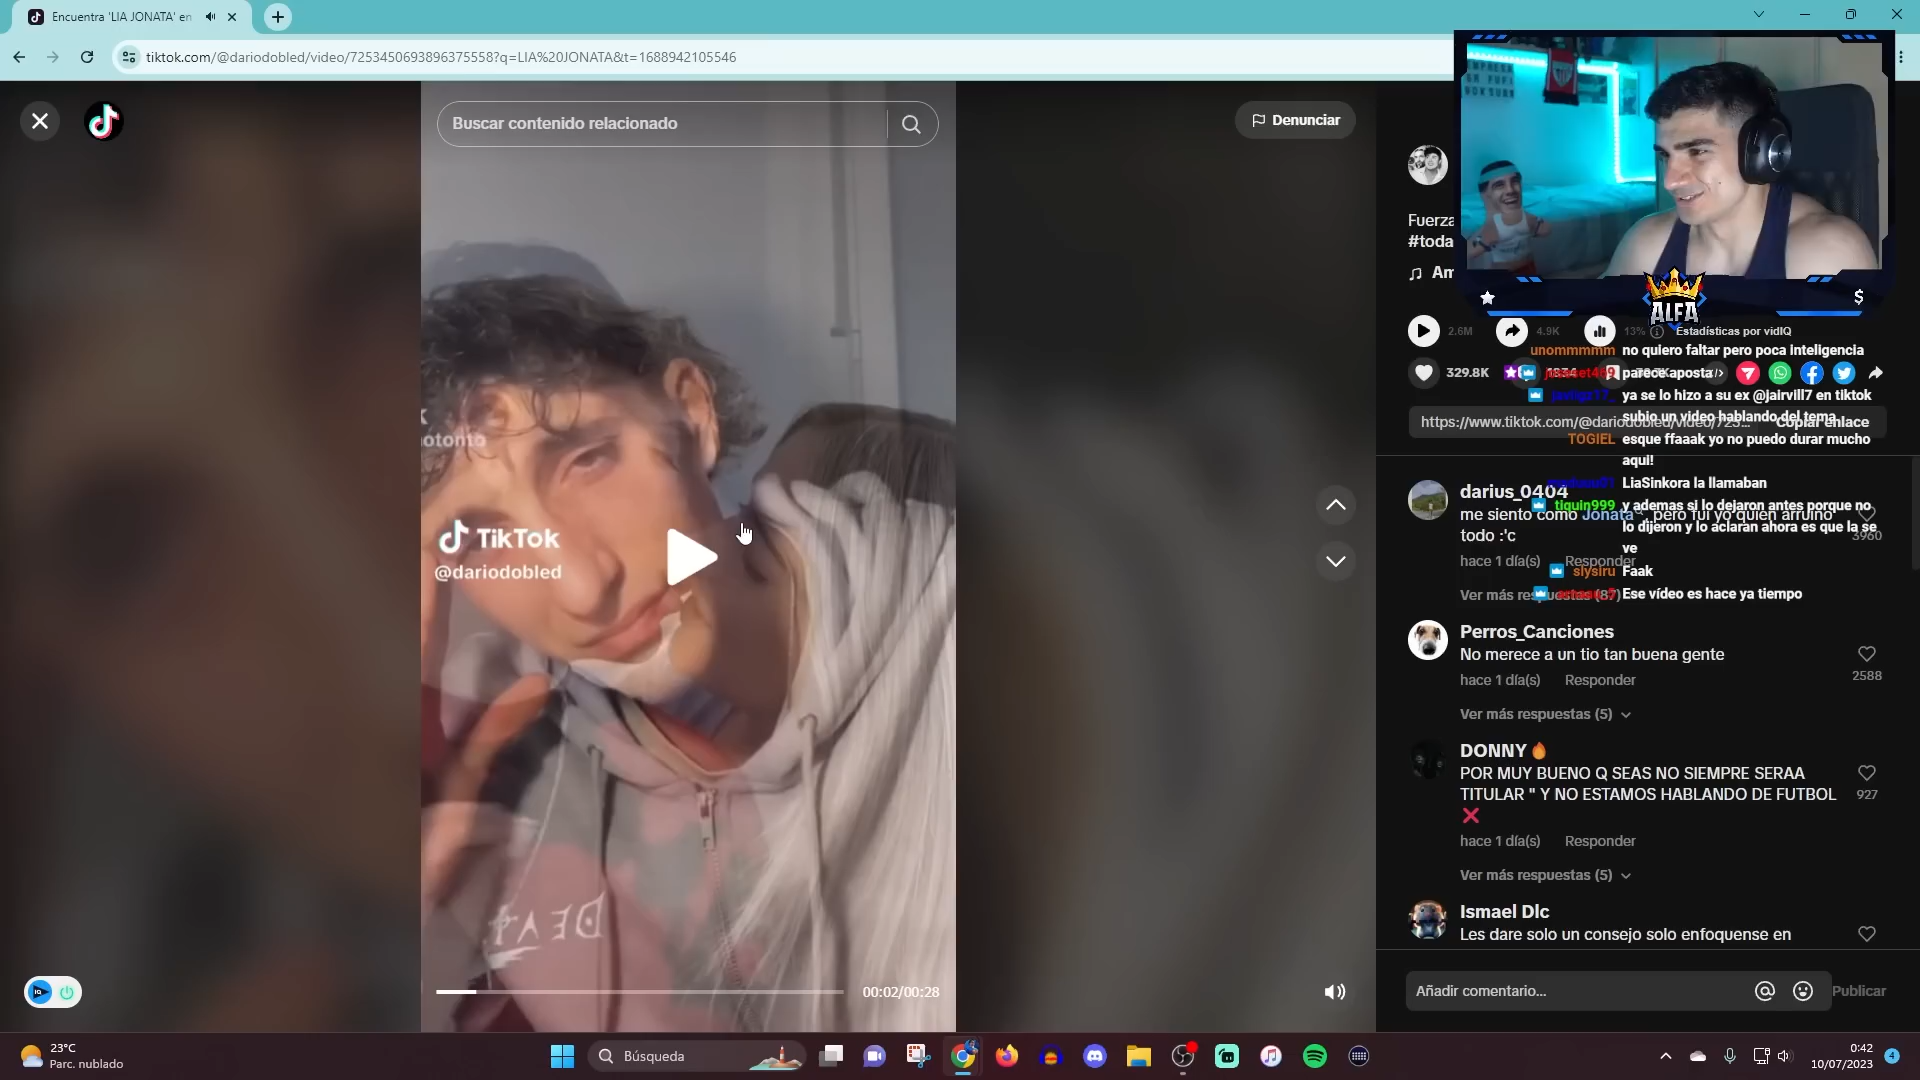 Encuentra 'LIA JONATA' en
tiktok.com/@dariodobled/video/7253450693896375558?q=LIA%20JONATA&t=1688942105546
Buscar contenido relacionado
Denunciar
TikTok
@dariodobled
00:02/00:28
DEA
Fuerza
#toda
Am
ALFA
2.6M
4.9K
13%
Estadísticas por vidIQ
329.8K
1834
https://www.tiktok.com/@dariodobled/video/725...
Copiar enlace
unommmmm no quiero faltar pero poca inteligencia
parece aposta
ya se lo hizo a su ex @jairvill7 en tiktok
subio un video hablando del tema
TOGIEL esque ffaaak yo no puedo durar mucho
aqui!
LiaSinkora la llamaban
tiquin999 y ademas si lo dejaron antes porque no
lo dijeron y lo aclaran ahora es que la se
ve
slysiru Faak
Ese vídeo es hace ya tiempo
darius_0404
me siento como Jonata, pero fui yo quien arruinó
todo :'c
3960
hace 1 día(s) Responder
Ver más respuestas (87)
Perros_Canciones
No merece a un tio tan buena gente
2588
hace 1 día(s) Responder
Ver más respuestas (5)
DONNY🔥
POR MUY BUENO Q SEAS NO SIEMPRE SERAA
TITULAR " Y NO ESTAMOS HABLANDO DE FUTBOL
❌
927
hace 1 día(s) Responder
Ver más respuestas (5)
Ismael Dlc
Les dare solo un consejo solo enfoquense en
Añadir comentario...
Publicar
23°C
Parc. nublado
Búsqueda
0:42
10/07/2023
4